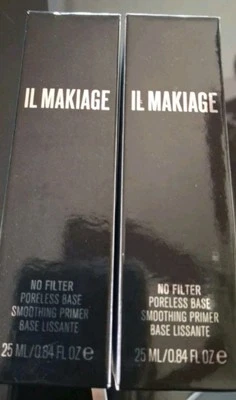 IL MAKIAGE
NO FILTER
PORELESS BASE
SMOOTHING PRIMER
BASE LISSANTE
25 ML/0.84 FL OZ e
IL MAKIAGE
NO FILTER
PORELESS BASE
SMOOTHING PRIMER
BASE LISSANTE
25 ML/0.84 FL OZ e